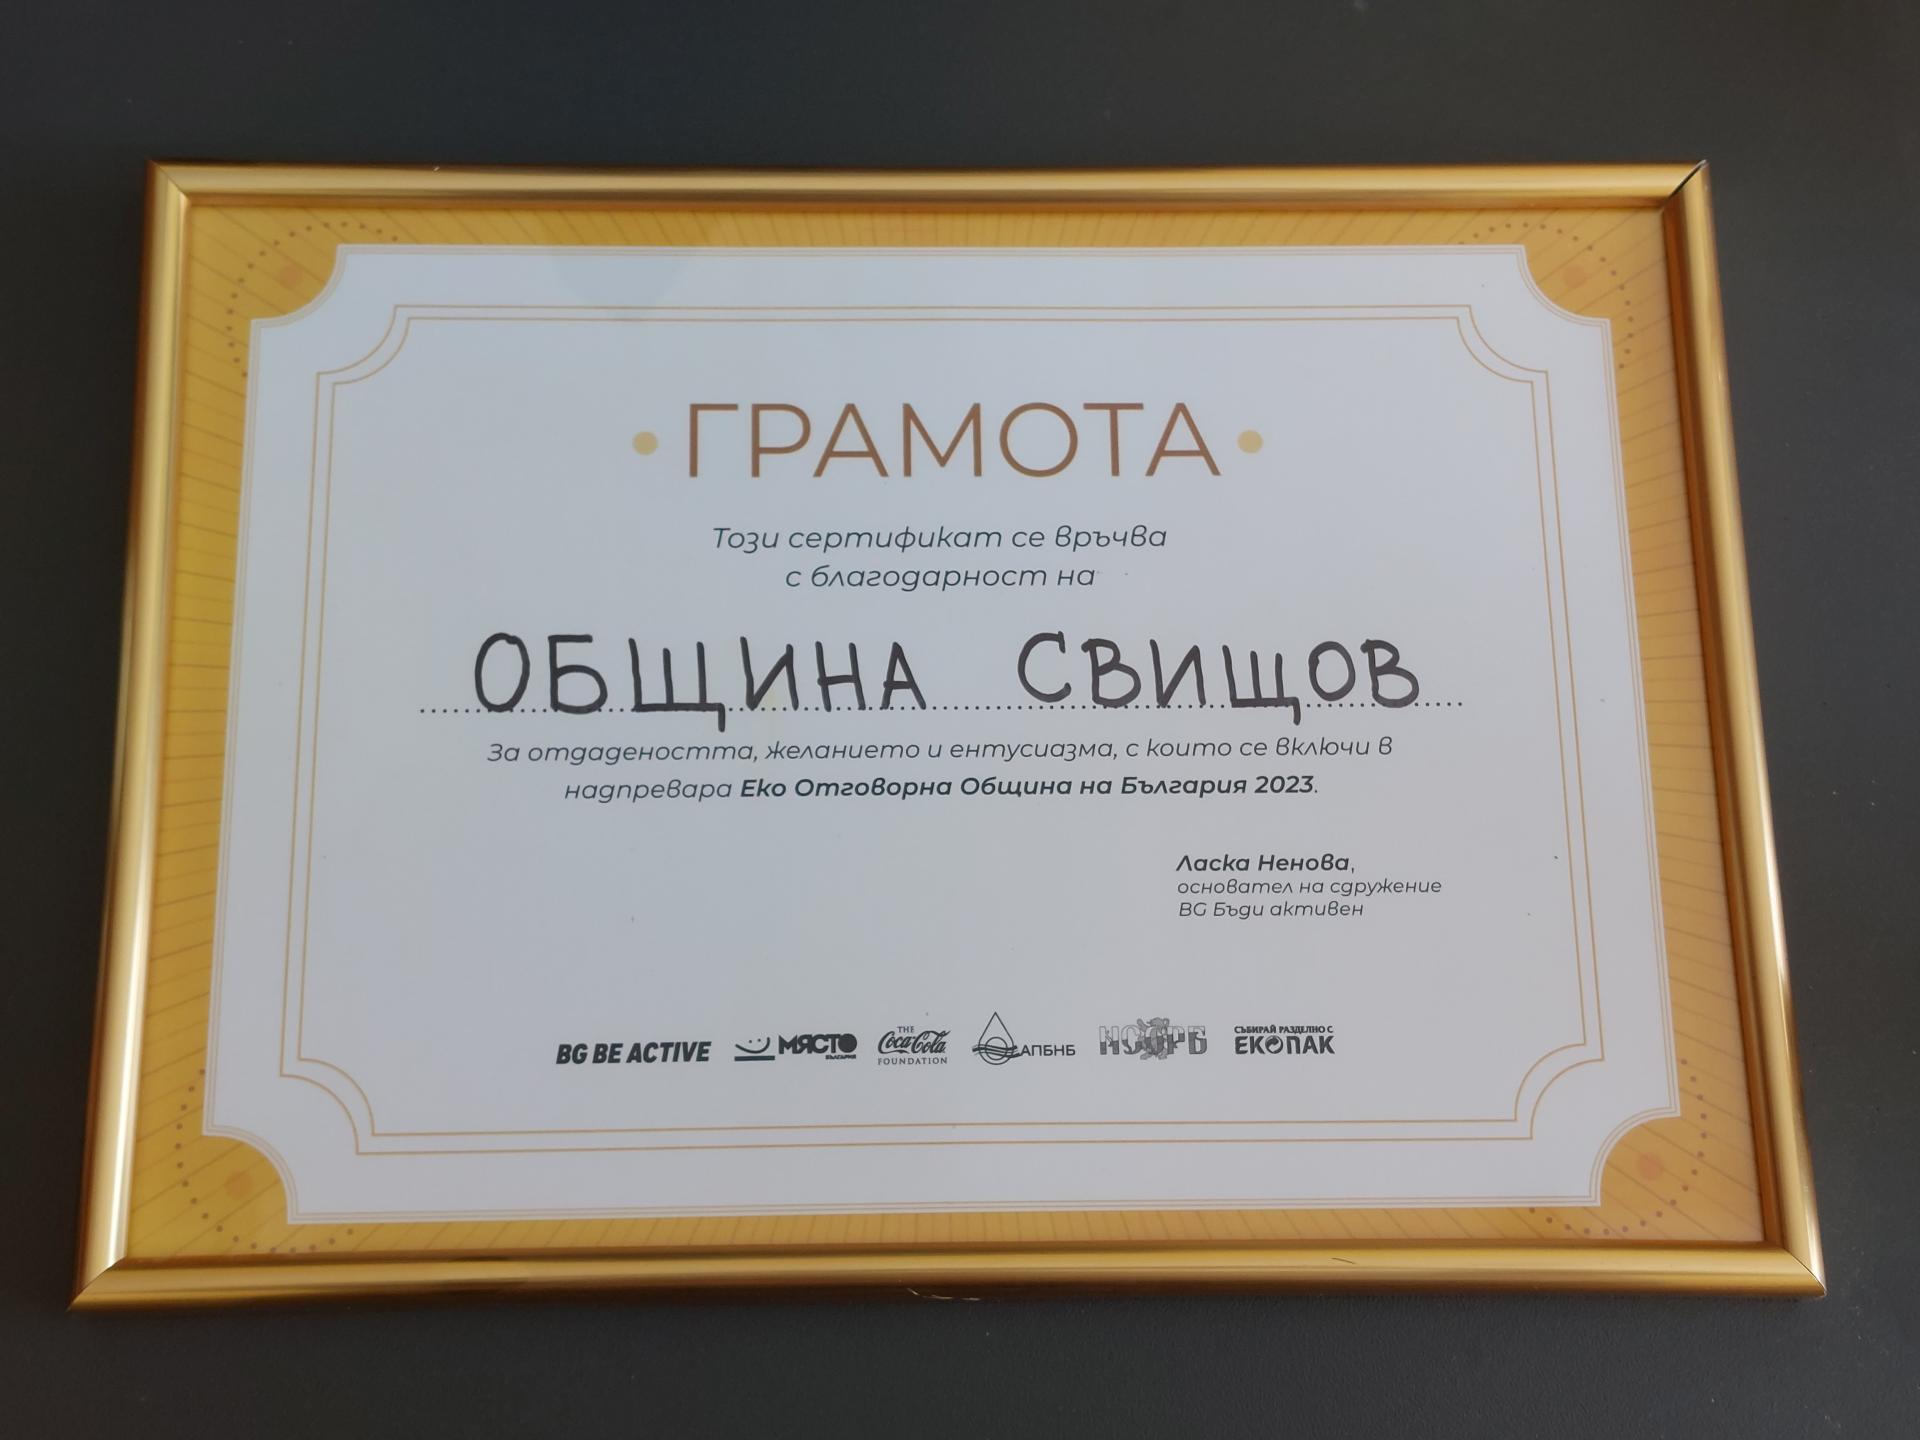 ГРАМОТА
Този сертификат се връчва
с благодарност на
ОБЩИНА СВИЩОВ
За отдадеността, желанието и ентусиазма, с които се включи в
надпревара Еко Отговорна Община на България 2023.
Ласка Ненова,
основател на сдружение
BG Бъди активен
BG BE ACTIVE
МЯСТО
БЪЛГАРИЯ
THE
Coca-Cola
FOUNDATION
АПБНБ
НСОРБ
СЪБИРАЙ РАЗДЕЛНО С
ЕКОПАК